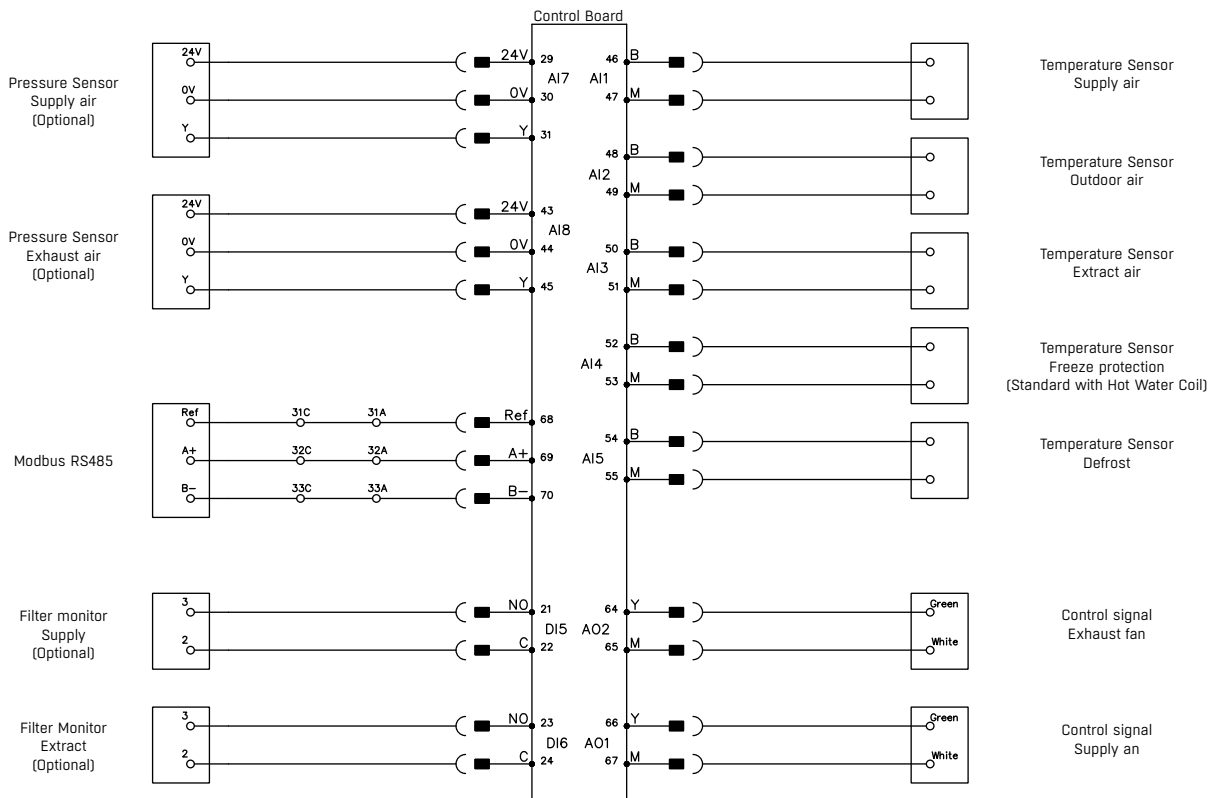 Control Board
Pressure Sensor
Supply air
(Optional)
24V
0V
Y
24V 29
0V 30
Y 31
AI7
Pressure Sensor
Exhaust air
(Optional)
24V
0V
Y
24V 43
0V 44
Y 45
AI8
Modbus RS485
Ref 31C 31A Ref 68
A+ 32C 32A A+ 69
B- 33C 33A B- 70
Filter monitor
Supply
(Optional)
3 NO 21
2 C 22
DI5
Filter Monitor
Extract
(Optional)
3 NO 23
2 C 24
DI6
AI1
46 B
47 M
Temperature Sensor
Supply air
AI2
48 B
49 M
Temperature Sensor
Outdoor air
AI3
50 B
51 M
Temperature Sensor
Extract air
AI4
52 B
53 M
Temperature Sensor
Freeze protection
(Standard with Hot Water Coil)
AI5
54 B
55 M
Temperature Sensor
Defrost
AO2
64 Y Green
65 M White
Control signal
Exhaust fan
AO1
66 Y Green
67 M White
Control signal
Supply an